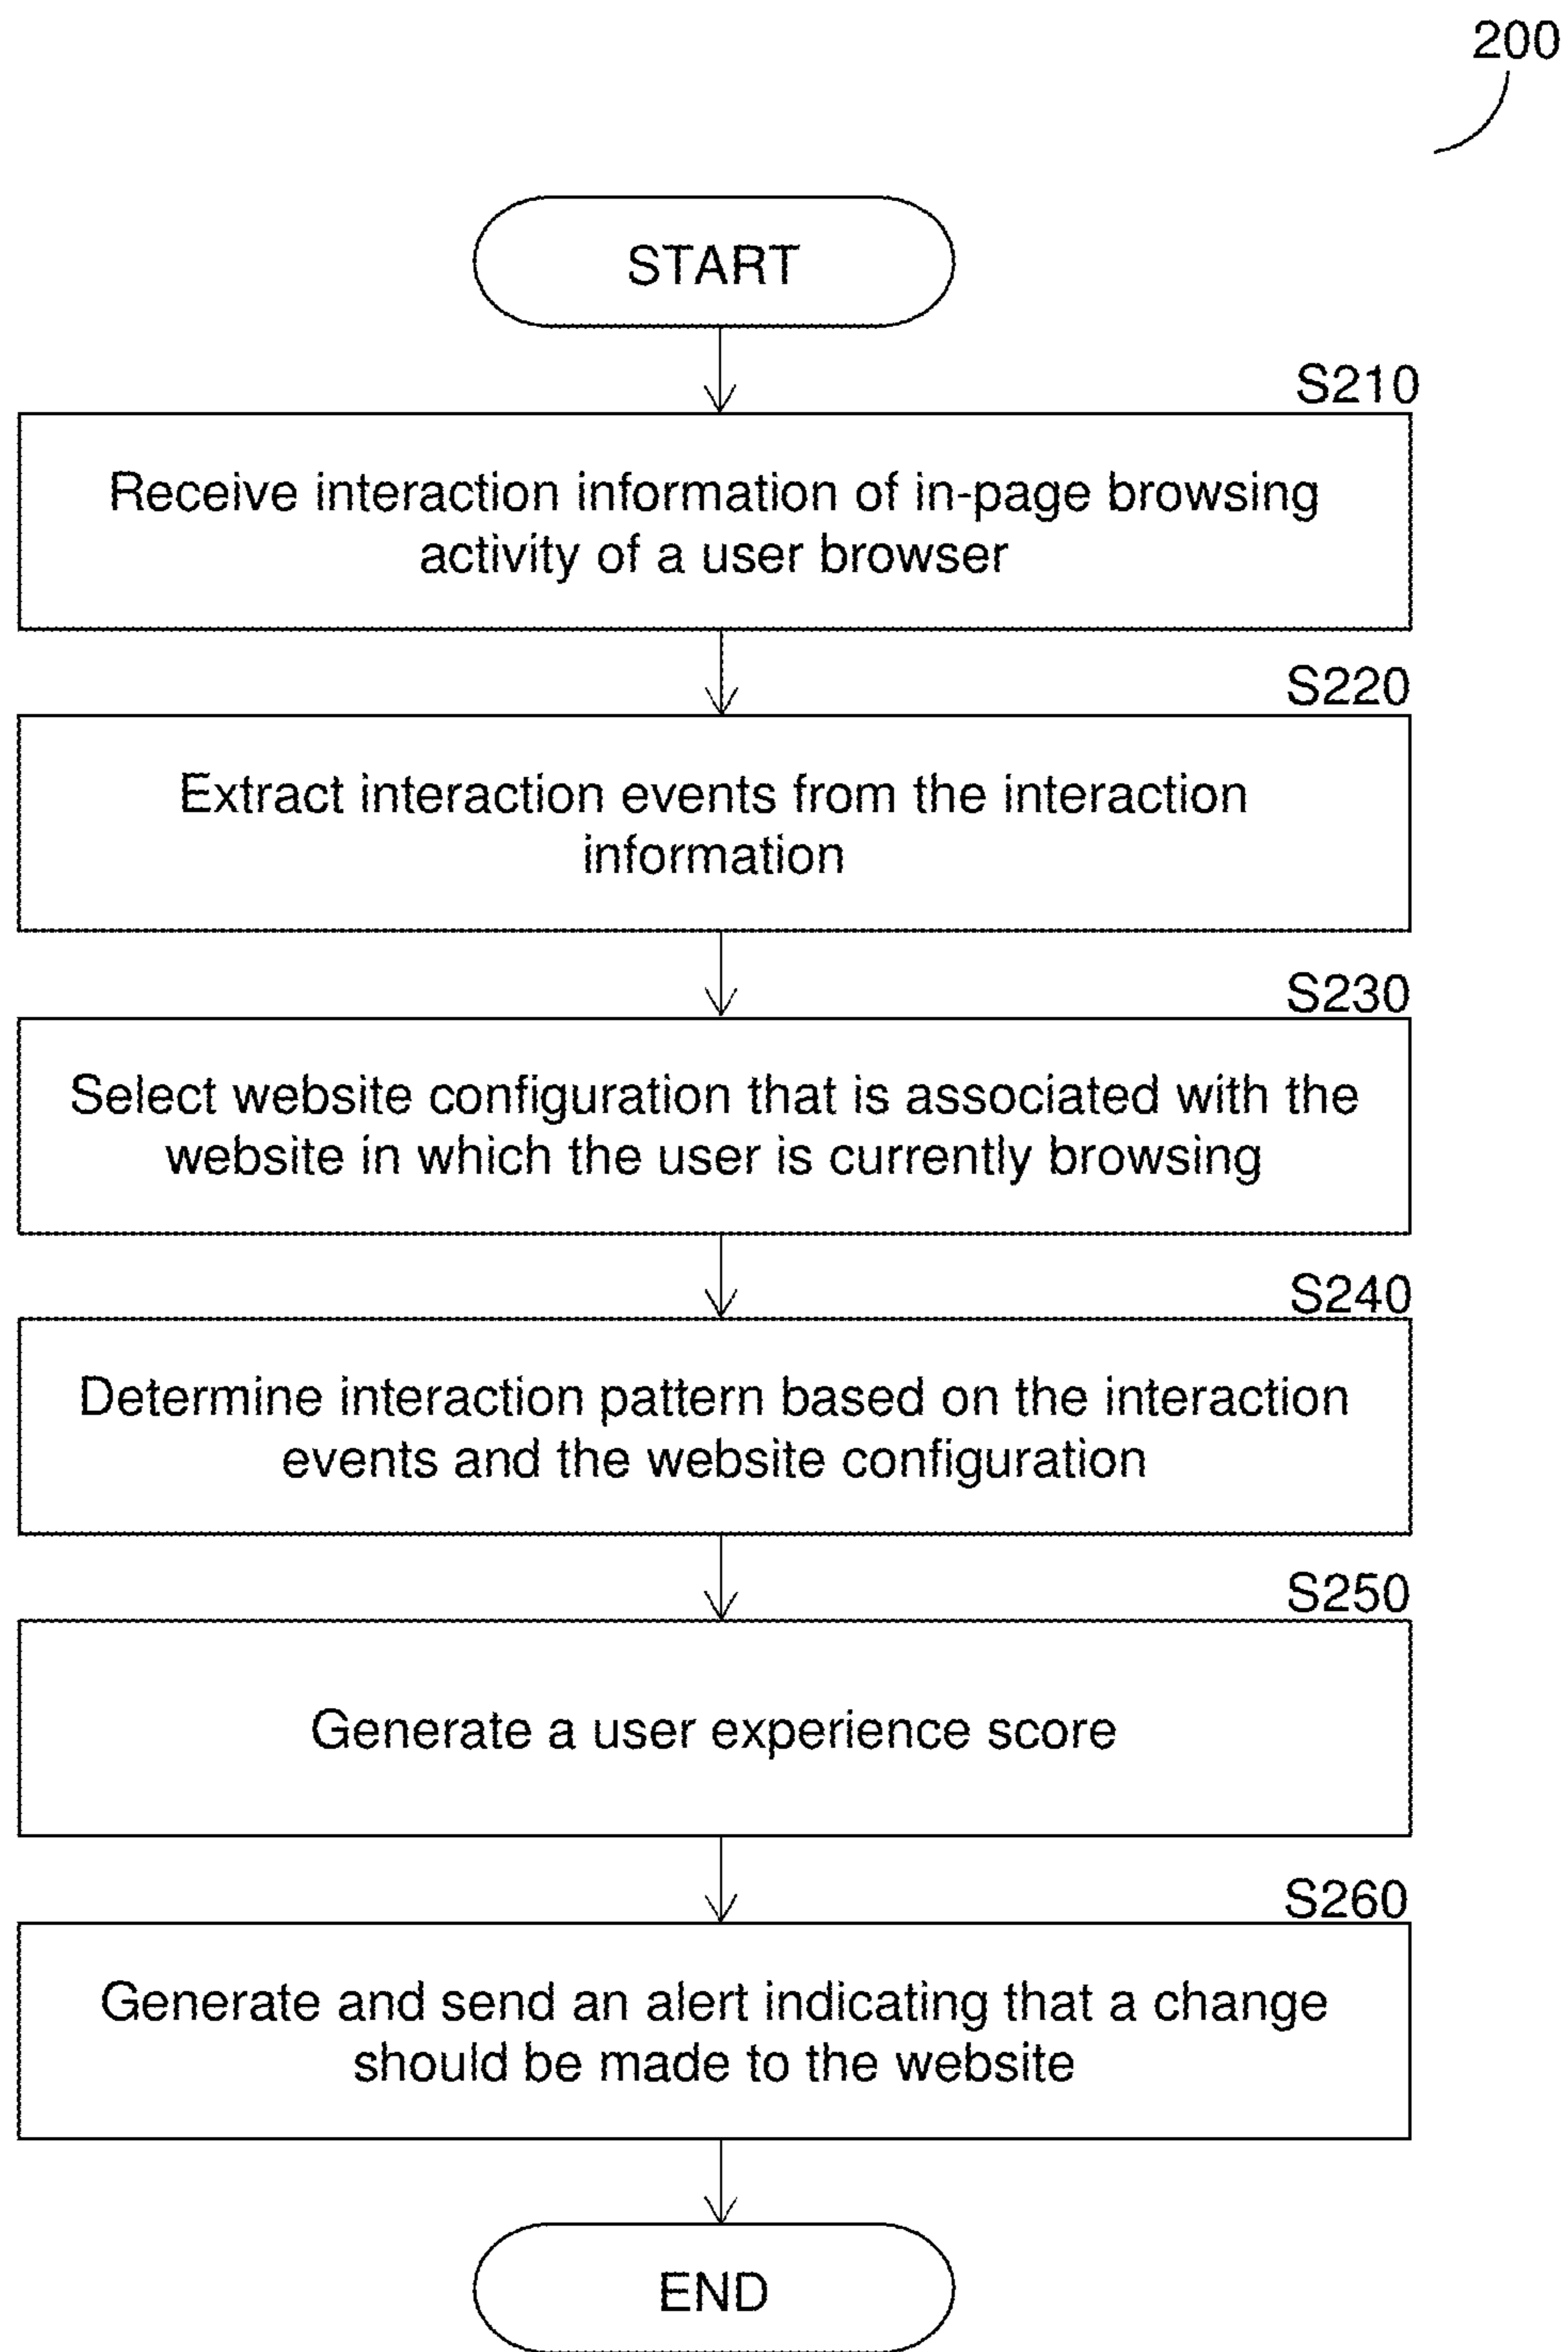 200
START
S210
Receive interaction information of in-page browsing
activity of a user browser
S220
Extract interaction events from the interaction
information
S230
Select website configuration that is associated with the
website in which the user is currently browsing
S240
Determine interaction pattern based on the interaction
events and the website configuration
S250
Generate a user experience score
S260
Generate and send an alert indicating that a change
should be made to the website
END